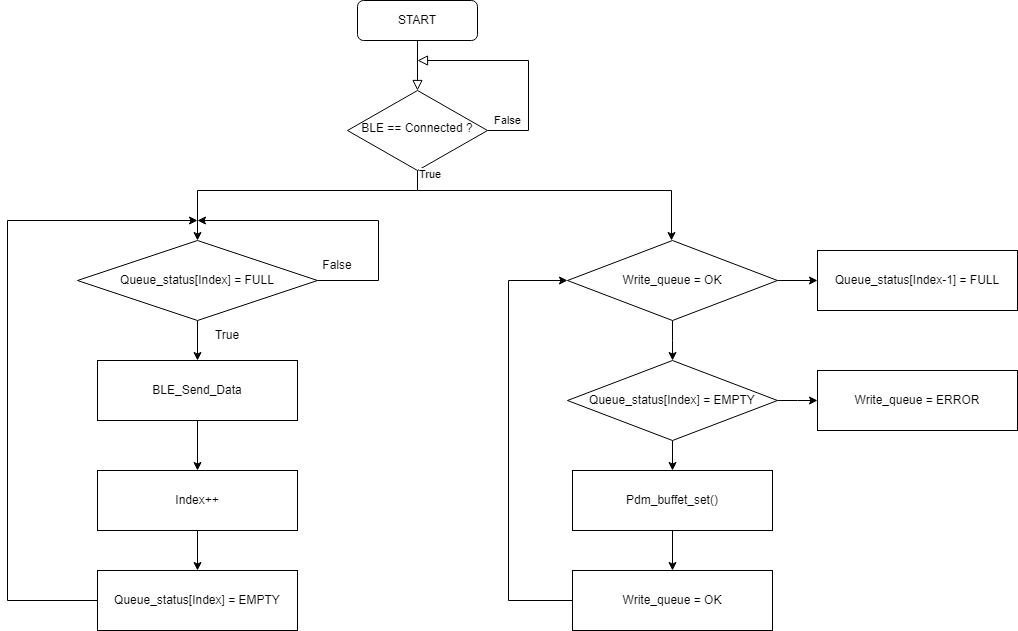 START
BLE == Connected ?
False
True
Queue_status[Index] = FULL
False
True
BLE_Send_Data
Index++
Queue_status[Index] = EMPTY
Write_queue = OK
Queue_status[Index-1] = FULL
Queue_status[Index] = EMPTY
Write_queue = ERROR
Pdm_buffet_set()
Write_queue = OK